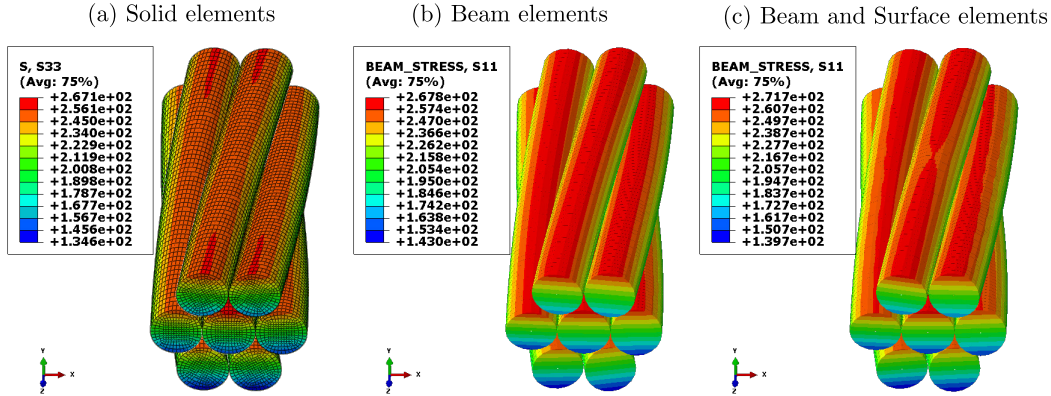 (a) Solid elements
(b) Beam elements
(c) Beam and Surface elements
S, S33
(Avg: 75%)
+2.671e+02
+2.561e+02
+2.450e+02
+2.340e+02
+2.229e+02
+2.119e+02
+2.008e+02
+1.898e+02
+1.787e+02
+1.677e+02
+1.567e+02
+1.456e+02
+1.346e+02
Y
X
Z
BEAM_STRESS, S11
(Avg: 75%)
+2.678e+02
+2.574e+02
+2.470e+02
+2.366e+02
+2.262e+02
+2.158e+02
+2.054e+02
+1.950e+02
+1.846e+02
+1.742e+02
+1.638e+02
+1.534e+02
+1.430e+02
Y
X
Z
BEAM_STRESS, S11
(Avg: 75%)
+2.717e+02
+2.607e+02
+2.497e+02
+2.387e+02
+2.277e+02
+2.167e+02
+2.057e+02
+1.947e+02
+1.837e+02
+1.727e+02
+1.617e+02
+1.507e+02
+1.397e+02
Y
X
Z